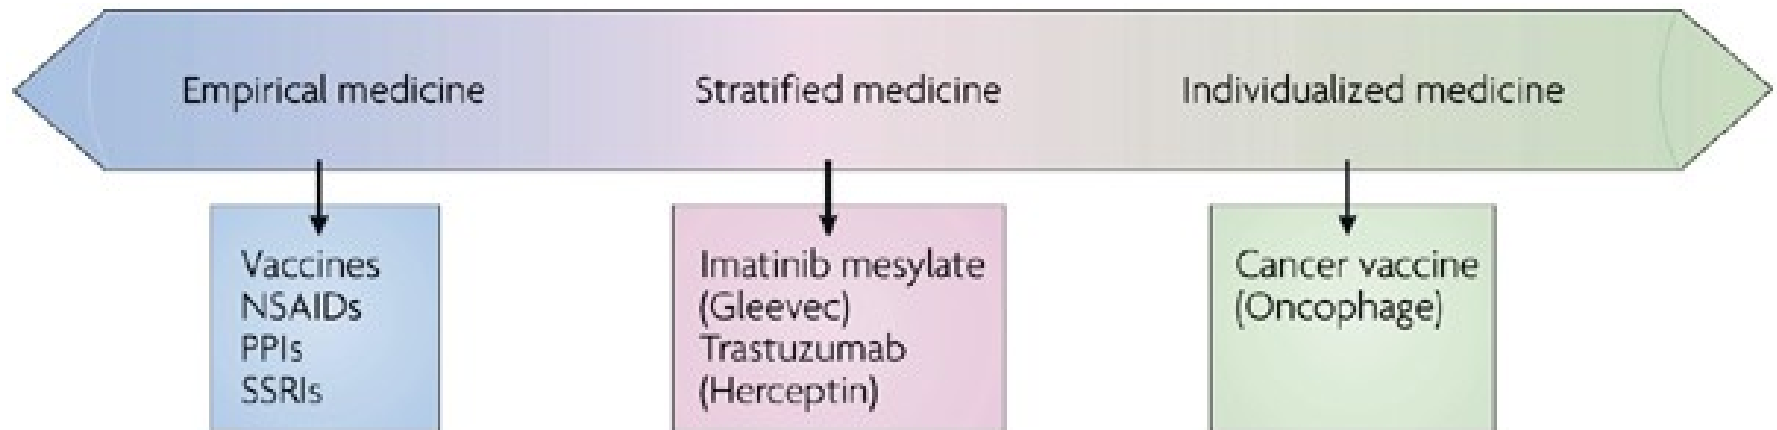 Empirical medicine
Stratified medicine
Individualized medicine
Vaccines
NSAIDs
PPIs
SSRIs
Imatinib mesylate
(Gleevec)
Trastuzumab
(Herceptin)
Cancer vaccine
(Oncophage)